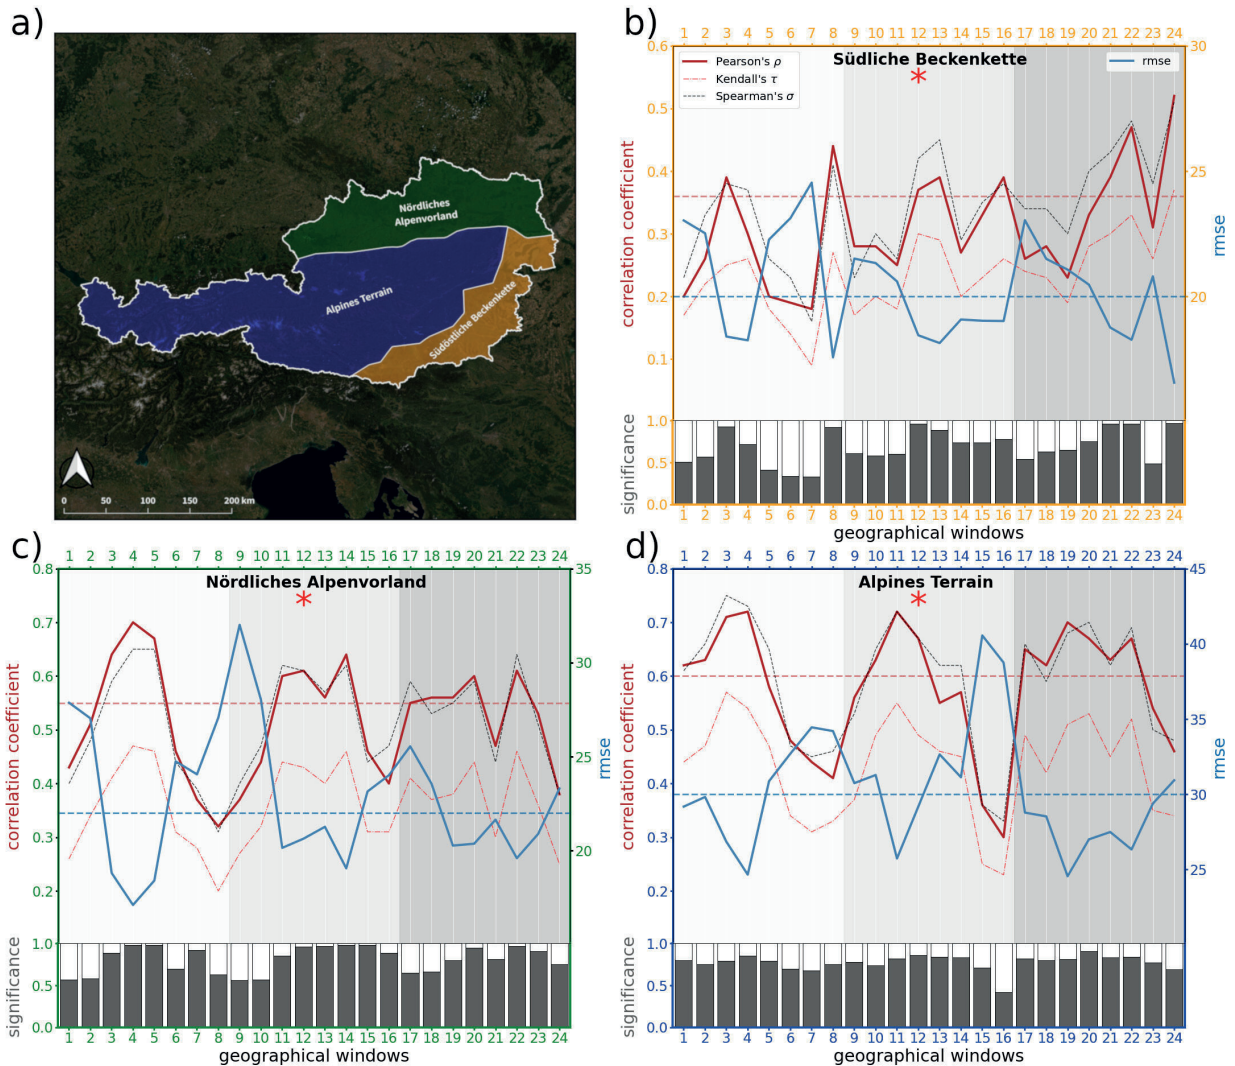 a)
Nördliches
Alpenvorland
Alpines Terrain
Südöstliche Beckenkette
0 50 100 150 200 km
b)
1 2 3 4 5 6 7 8 9 10 11 12 13 14 15 16 17 18 19 20 21 22 23 24
Südliche Beckenkette
*
Pearson's ρ
Kendall's τ
Spearman's σ
rmse
correlation coefficient
0.6
0.5
0.4
0.3
0.2
0.1
30
25
20
rmse
significance
1.0
0.5
0.0
1 2 3 4 5 6 7 8 9 10 11 12 13 14 15 16 17 18 19 20 21 22 23 24
geographical windows
c)
1 2 3 4 5 6 7 8 9 10 11 12 13 14 15 16 17 18 19 20 21 22 23 24
Nördliches Alpenvorland
*
correlation coefficient
0.8
0.7
0.6
0.5
0.4
0.3
0.2
35
30
25
20
rmse
significance
1.0
0.5
0.0
1 2 3 4 5 6 7 8 9 10 11 12 13 14 15 16 17 18 19 20 21 22 23 24
geographical windows
d)
1 2 3 4 5 6 7 8 9 10 11 12 13 14 15 16 17 18 19 20 21 22 23 24
Alpines Terrain
*
correlation coefficient
0.8
0.7
0.6
0.5
0.4
0.3
0.2
45
40
35
30
25
rmse
significance
1.0
0.5
0.0
1 2 3 4 5 6 7 8 9 10 11 12 13 14 15 16 17 18 19 20 21 22 23 24
geographical windows